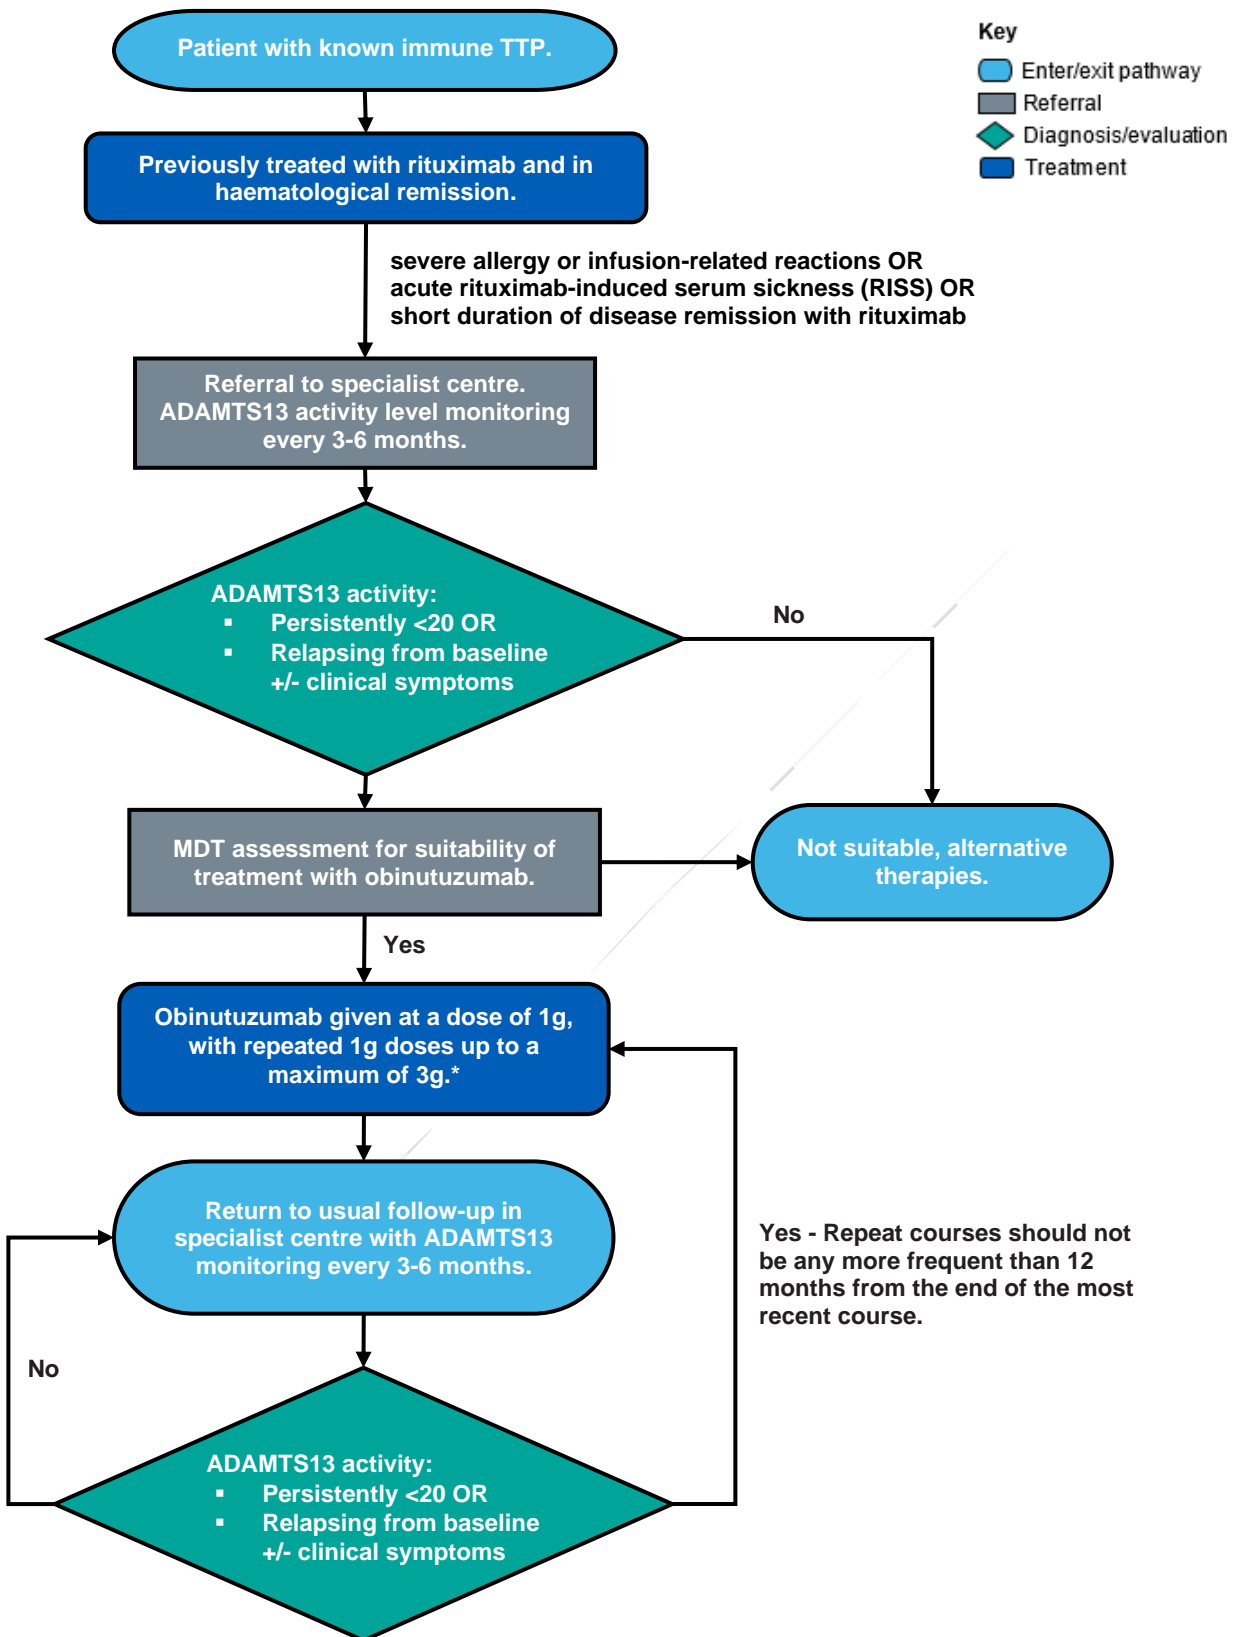 Patient with known immune TTP.
Key
Enter/exit pathway
Referral
Diagnosis/evaluation
Treatment
Previously treated with rituximab and in
haematological remission.
severe allergy or infusion-related reactions OR
acute rituximab-induced serum sickness (RISS) OR
short duration of disease remission with rituximab
Referral to specialist centre.
ADAMTS13 activity level monitoring
every 3-6 months.
ADAMTS13 activity:
▪ Persistently <20 OR
▪ Relapsing from baseline
+/- clinical symptoms
No
MDT assessment for suitability of
treatment with obinutuzumab.
Not suitable, alternative
therapies.
Yes
Obinutuzumab given at a dose of 1g,
with repeated 1g doses up to a
maximum of 3g.*
Return to usual follow-up in
specialist centre with ADAMTS13
monitoring every 3-6 months.
Yes - Repeat courses should not
be any more frequent than 12
months from the end of the most
recent course.
No
ADAMTS13 activity:
▪ Persistently <20 OR
▪ Relapsing from baseline
+/- clinical symptoms